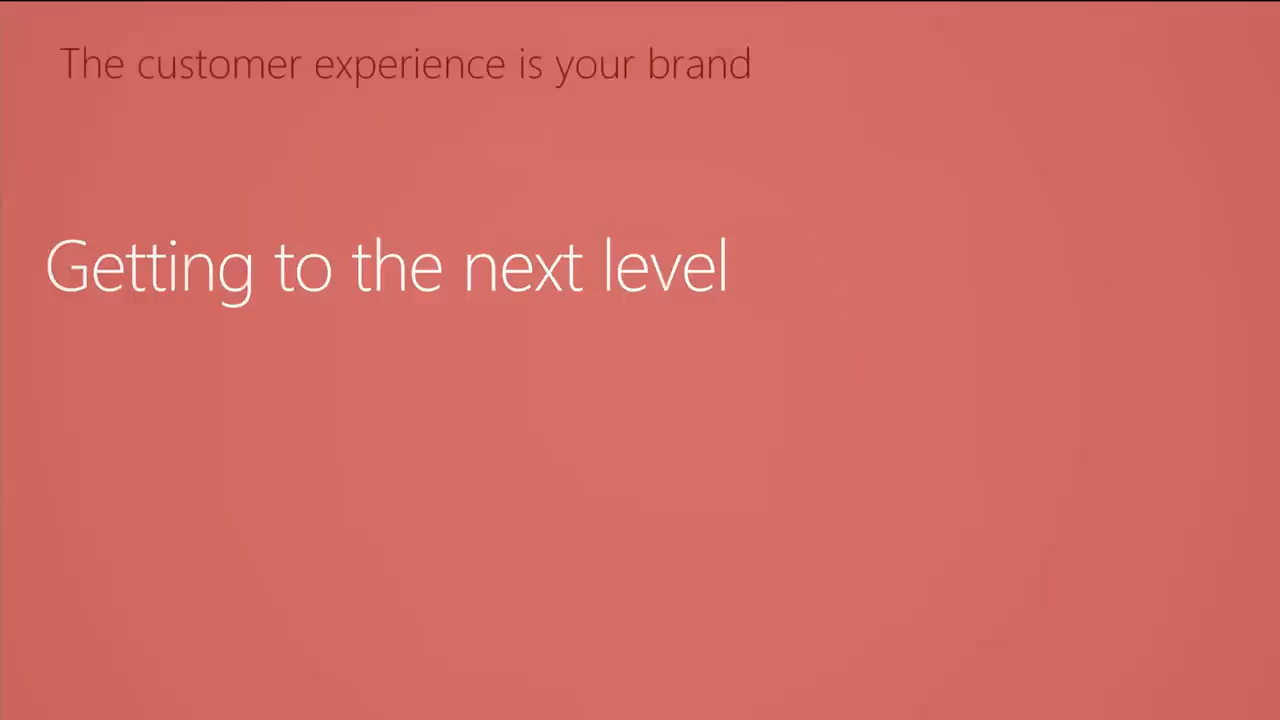 The customer experience is your brand
Getting to the next level